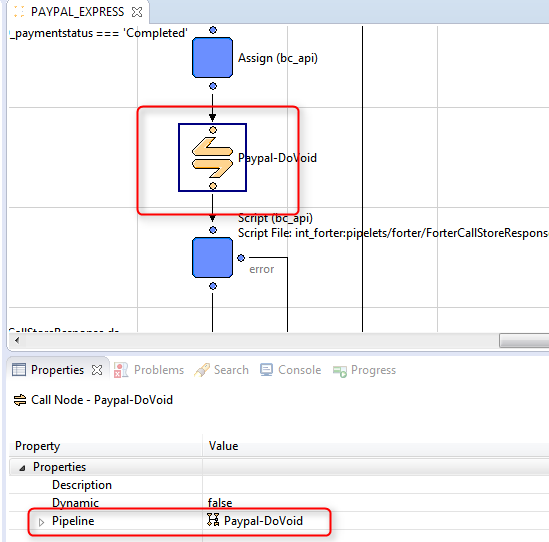 PAYPAL_EXPRESS
)_paymentstatus === 'Completed'
Assign (bc_api)
Paypal-DoVoid
Script (bc_api)
Script File: int_forter:pipelets/forter/ForterCallStoreResponse
error
CallStoreResponse.ds
Properties
Problems
Search
Console
Progress
Call Node - Paypal-DoVoid
Property Value
Properties
Description
Dynamic false
Pipeline Paypal-DoVoid